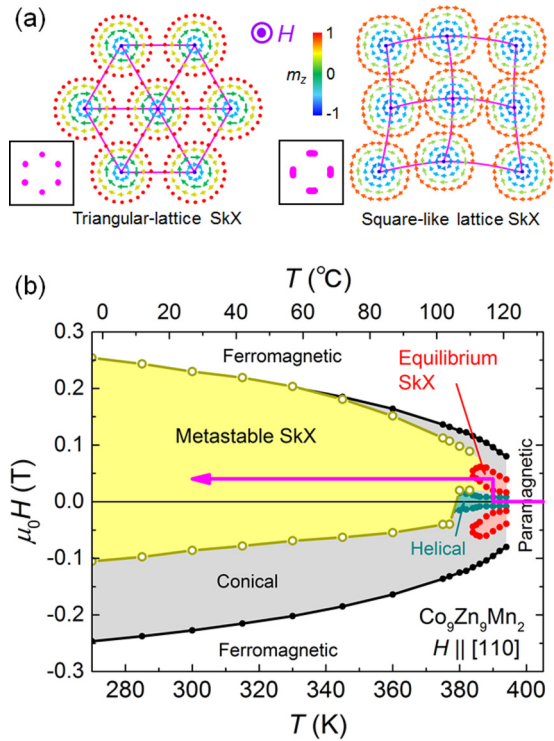 (a)
H
1
m_z 0
-1
Triangular-lattice SkX
Square-like lattice SkX
(b)
T (°C)
0 20 40 60 80 100 120
0.3
0.2
0.1
0.0
-0.1
-0.2
-0.3
μ₀H (T)
Ferromagnetic
Equilibrium
SkX
Metastable SkX
Paramagnetic
Helical
Conical
Co₉Zn₉Mn₂
H || [110]
Ferromagnetic
280 300 320 340 360 380 400
T (K)